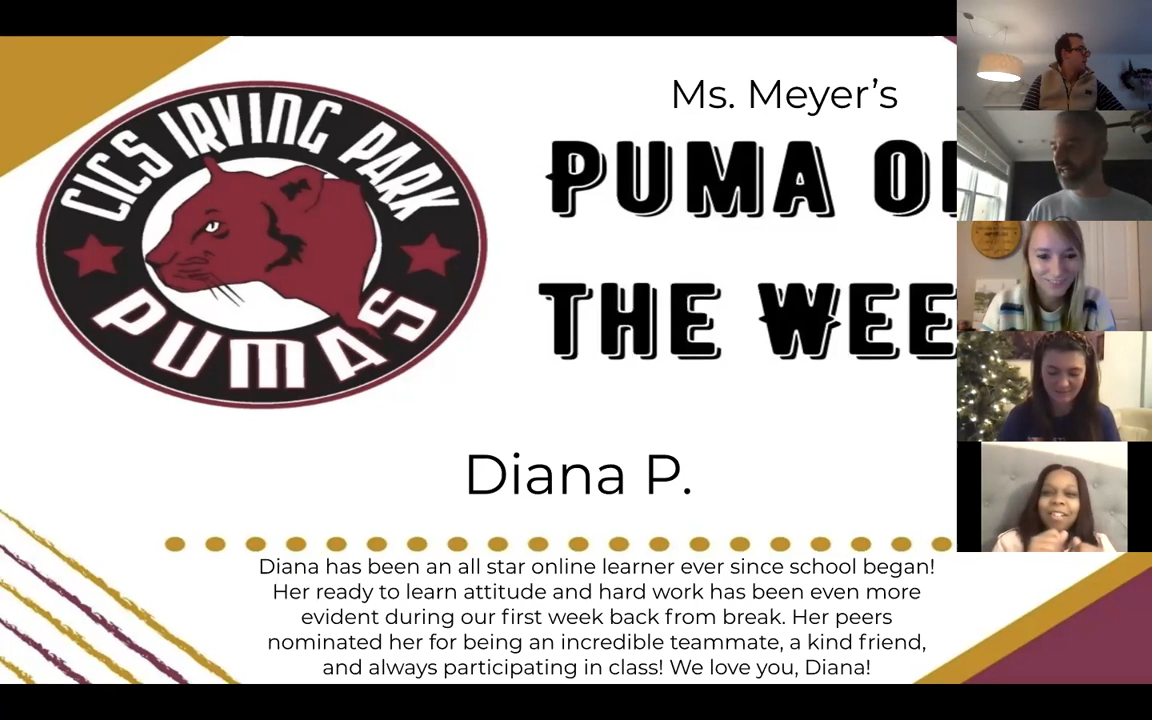 CICS IRVING PARK
PUMAS
Ms. Meyer's
PUMA
THE
Diana P.
Diana has been an all star online learner ever since school began!
Her ready to learn attitude and hard work has been even more
evident during our first week back from break. Her peers
nominated her for being an incredible teammate, a kind friend,
and always participating in class! We love you, Diana!